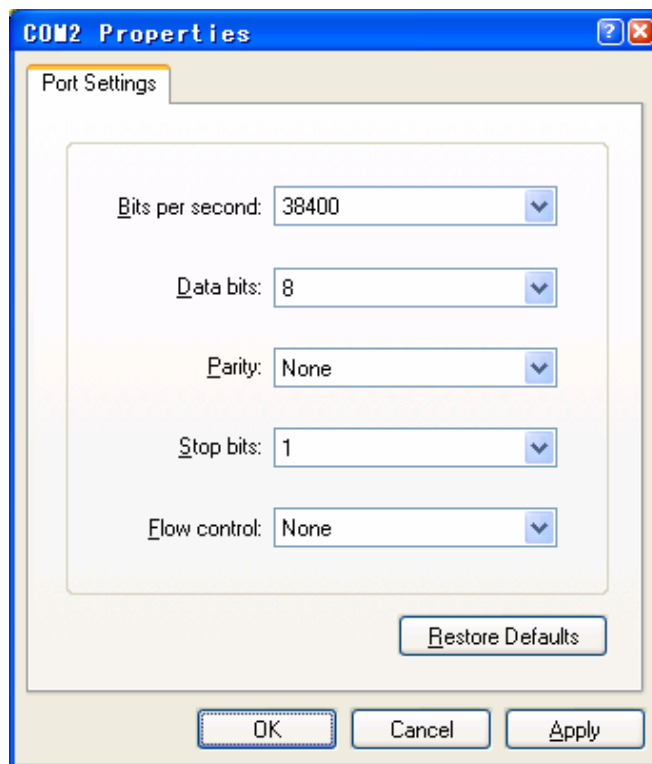 COM2 Properties
Port Settings
Bits per second: 38400
Data bits: 8
Parity: None
Stop bits: 1
Flow control: None
Restore Defaults
OK Cancel Apply